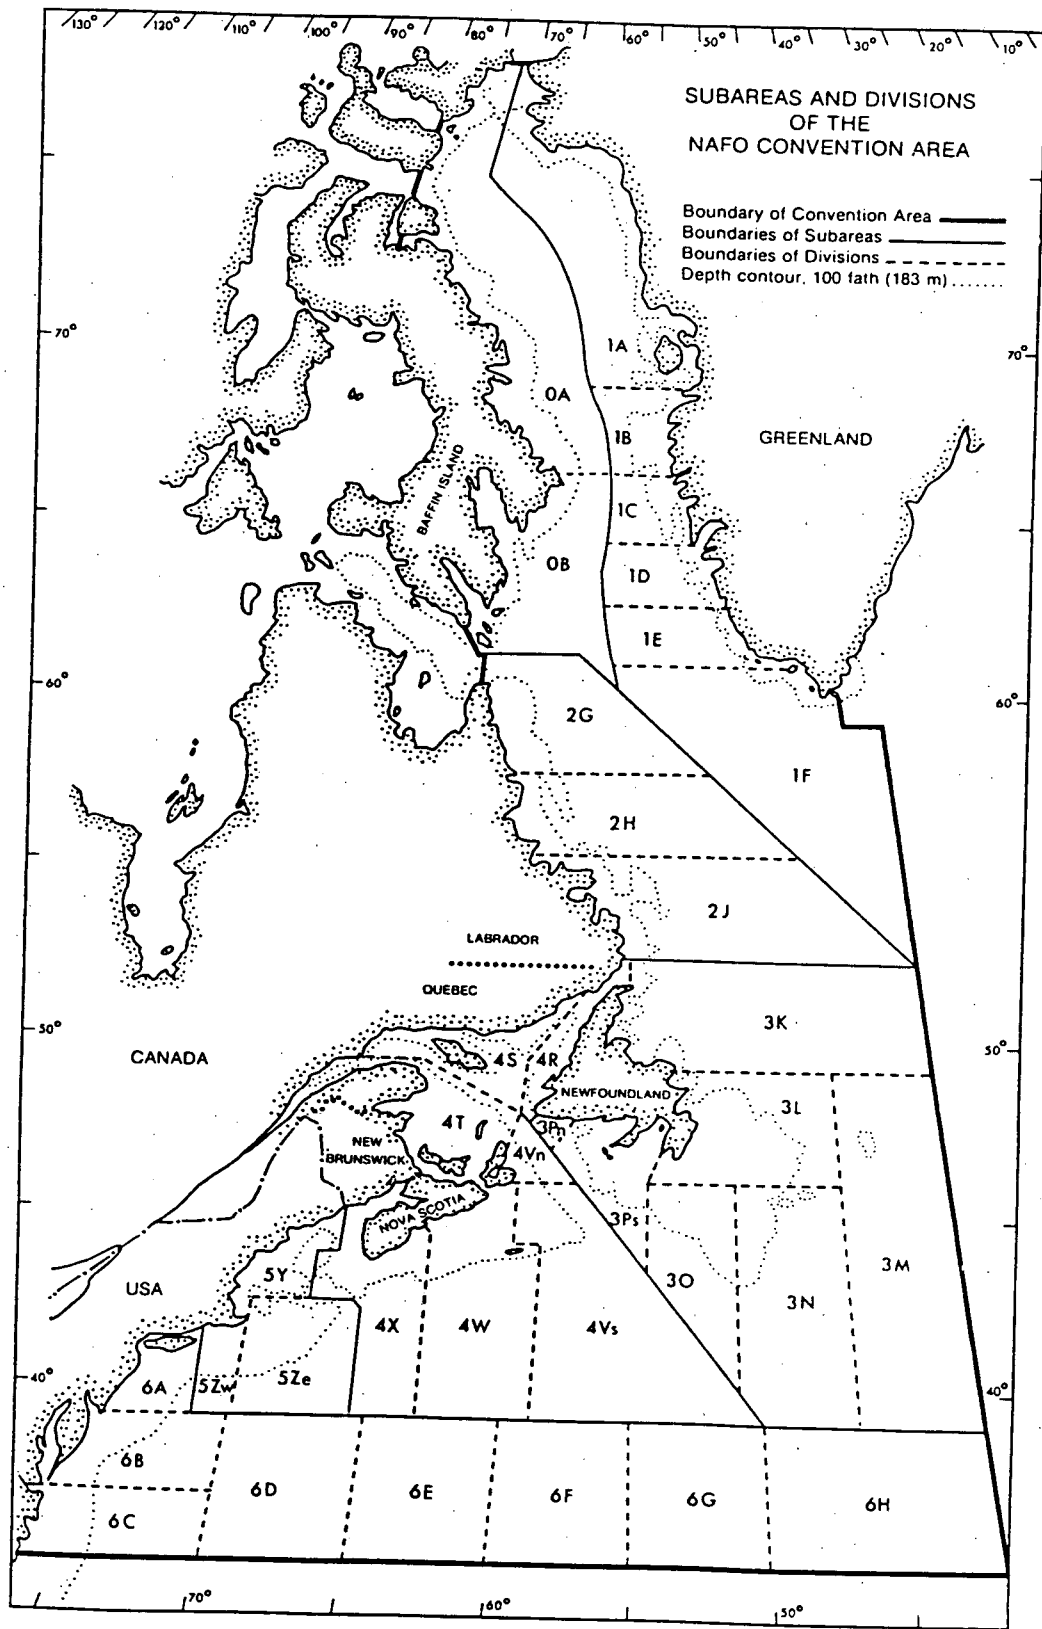 130° 120° 110° 100° 90° 80° 70° 60° 50° 40° 30° 20° 10°
SUBAREAS AND DIVISIONS
OF THE
NAFO CONVENTION AREA
Boundary of Convention Area
Boundaries of Subareas
Boundaries of Divisions
Depth contour, 100 fath (183 m)
70°
1A
70°
0A
1B
GREENLAND
BAFFIN ISLAND
1C
0B
1D
1E
60°
60°
2G
1F
2H
2J
LABRADOR
QUEBEC
3K
50°
CANADA
4S
4R
50°
NEWFOUNDLAND
3L
4T
3Pn
NEW
BRUNSWICK
4Vn
NOVA SCOTIA
3Ps
3M
5Y
3O
USA
3N
4X
4W
4Vs
40°
6A
5Zw
5Ze
40°
6B
6D
6E
6F
6G
6H
6C
70°
60°
50°